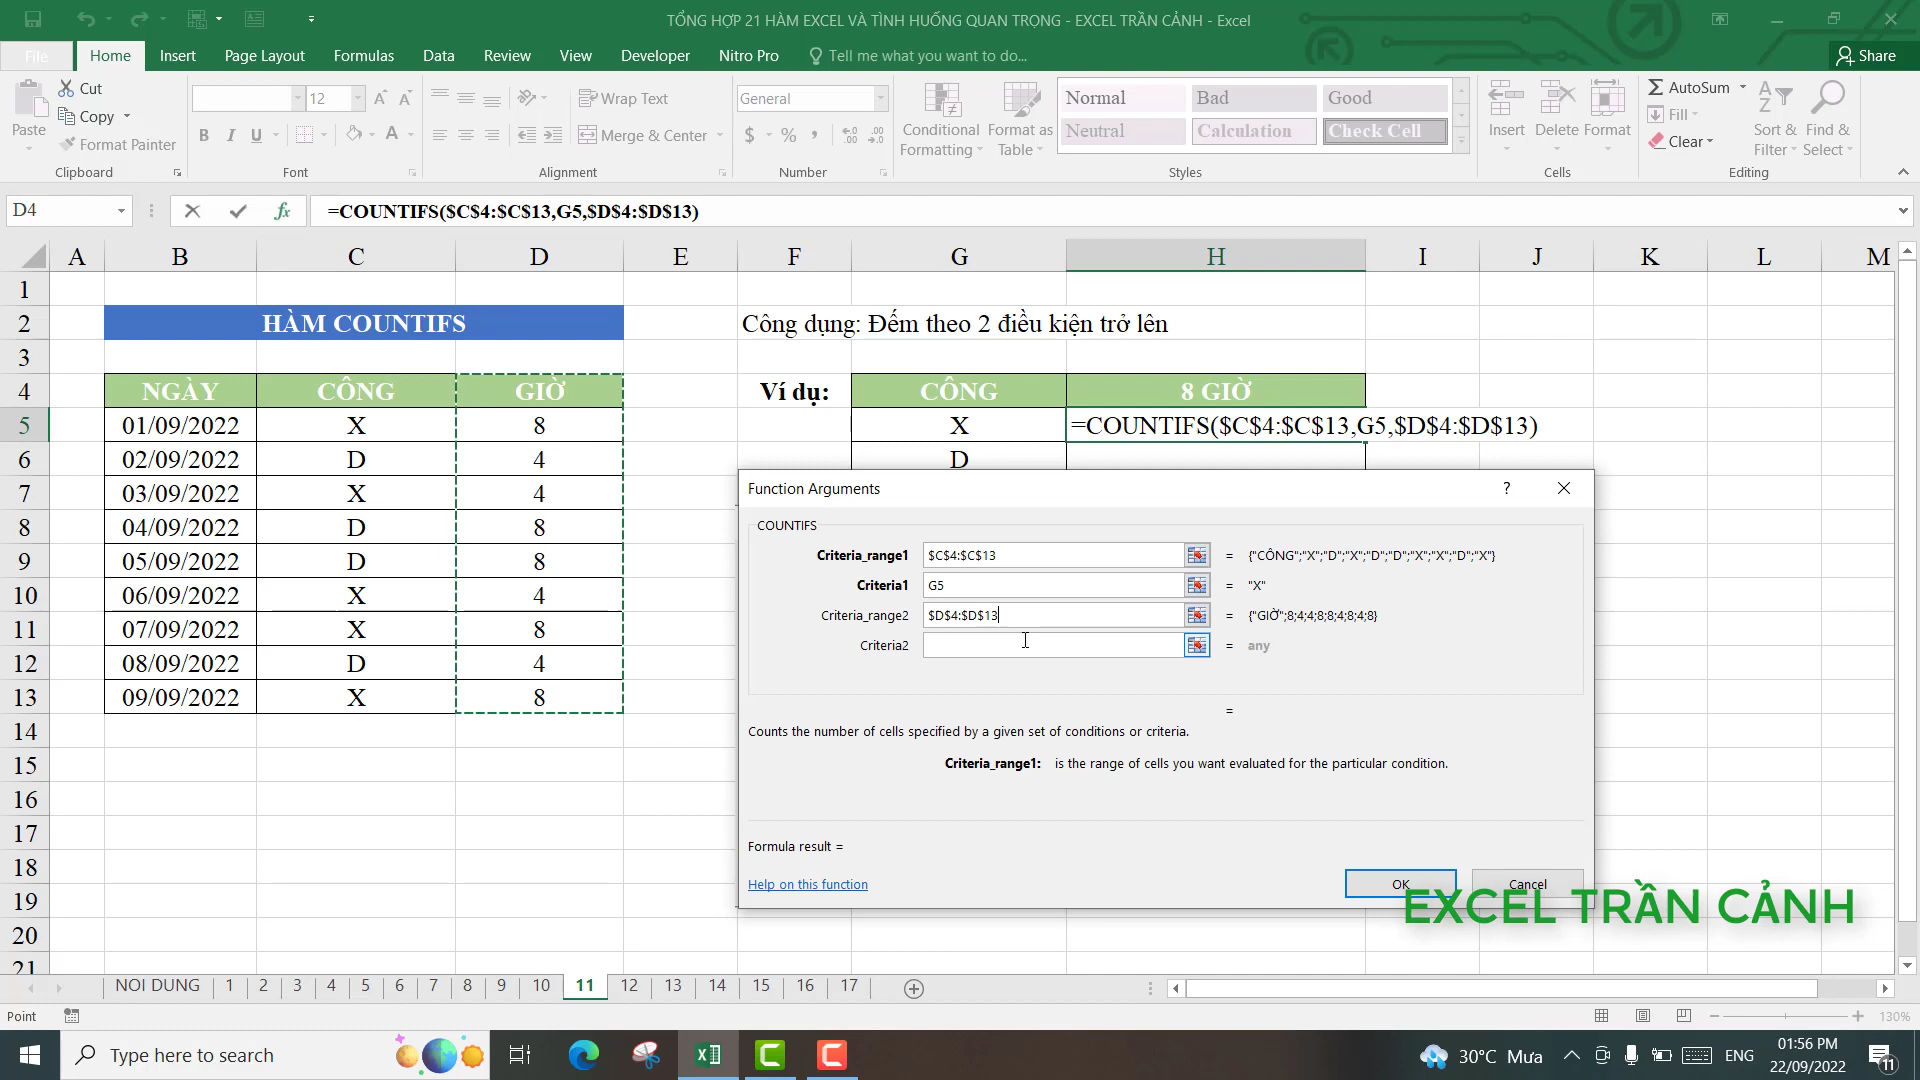 TỔNG HỢP 21 HÀM EXCEL VÀ TÌNH HUỐNG QUAN TRỌNG - EXCEL TRẦN CẢNH - Excel
File Home Insert Page Layout Formulas Data Review View Developer Nitro Pro Tell me what you want to do... Share
Paste Cut Copy Format Painter
12
Wrap Text Merge & Center
General
$ % ,
Conditional Formatting Format as Table
Normal Bad Good
Neutral Calculation Check Cell
Insert Delete Format
AutoSum Fill Clear
Sort & Filter Find & Select
Clipboard Font Alignment Number Styles Cells Editing
D4 =COUNTIFS($C$4:$C$13,G5,$D$4:$D$13)
A B C D E F G H I J K L M
1
2 HÀM COUNTIFS Công dụng: Đếm theo 2 điều kiện trở lên
3
4 NGÀY CÔNG GIỜ Ví dụ: CÔNG 8 GIỜ
5 01/09/2022 X 8 X =COUNTIFS($C$4:$C$13,G5,$D$4:$D$13)
6 02/09/2022 D 4 D
7 03/09/2022 X 4
8 04/09/2022 D 8
9 05/09/2022 D 8
10 06/09/2022 X 4
11 07/09/2022 X 8
12 08/09/2022 D 4
13 09/09/2022 X 8
14
15
16
17
18
19
20
21
Function Arguments ?
COUNTIFS
Criteria_range1 $C$4:$C$13 = {"CÔNG";"X";"D";"X";"D";"D";"X";"X";"D";"X"}
Criteria1 G5 = "X"
Criteria_range2 $D$4:$D$13 = {"GIỜ";8;4;4;8;8;4;8;4;8}
Criteria2 = any
=
Counts the number of cells specified by a given set of conditions or criteria.
Criteria_range1: is the range of cells you want evaluated for the particular condition.
Formula result =
Help on this function OK Cancel
EXCEL TRẦN CẢNH
NOI DUNG 1 2 3 4 5 6 7 8 9 10 11 12 13 14 15 16 17
Point 130%
Type here to search 30°C Mưa ENG 01:56 PM
22/09/2022 11